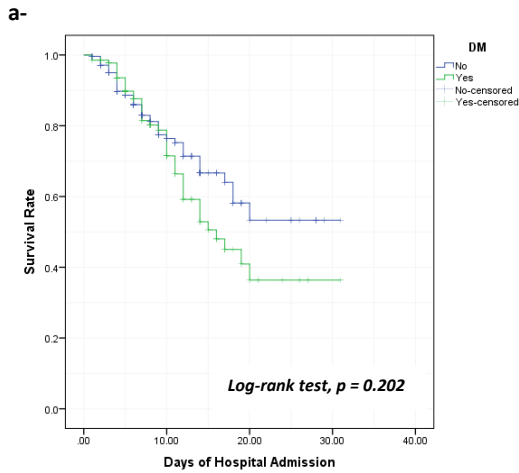 a-
DM
No
Yes
No-censored
Yes-censored
Survival Rate
1.0
0.8
0.6
0.4
0.2
0.0
Log-rank test, p = 0.202
.00 10.00 20.00 30.00 40.00
Days of Hospital Admission